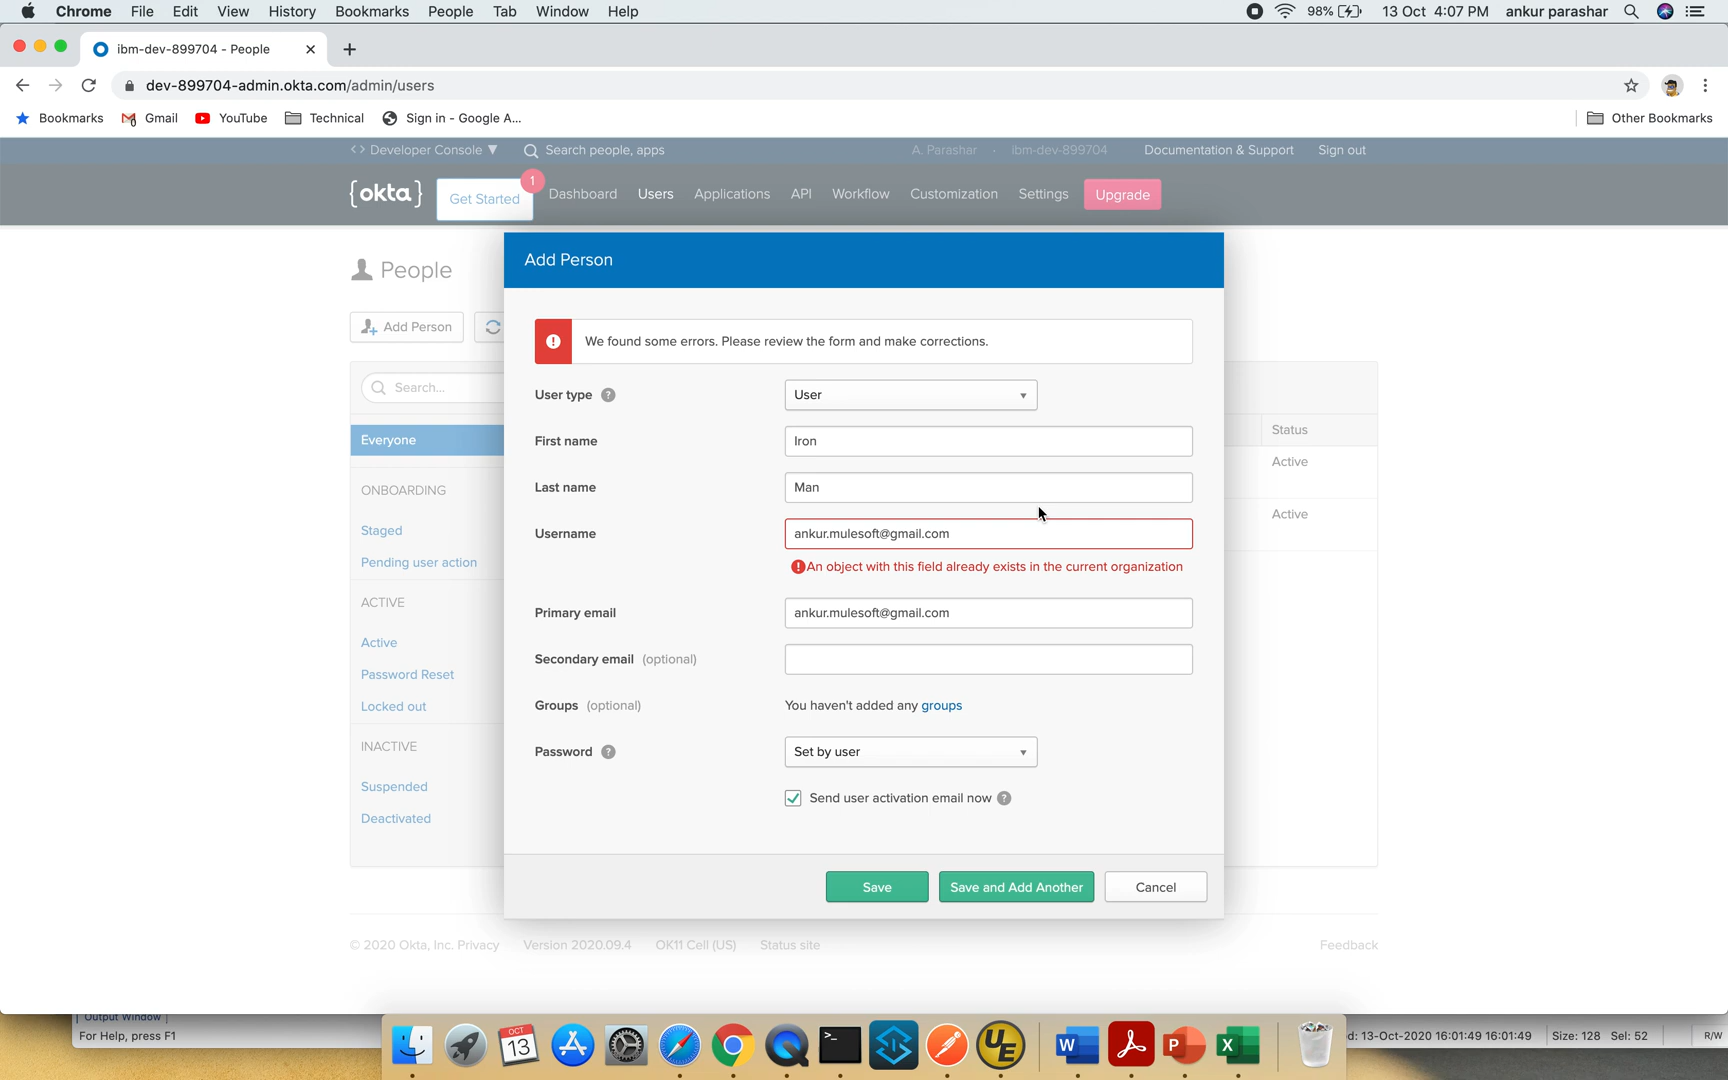 Chrome File Edit View History Bookmarks People Tab Window Help 98% 13 Oct 4:07 PM ankur parashar
ibm-dev-899704 - People
dev-899704-admin.okta.com/admin/users
Bookmarks Gmail YouTube Technical Sign in - Google A... Other Bookmarks
<> Developer Console ▼ Search people, apps A. Parashar · ibm-dev-899704 Documentation & Support Sign out
{okta} Get Started 1 Dashboard Users Applications API Workflow Customization Settings Upgrade
People
Add Person
Search...
Everyone
ONBOARDING
Staged
Pending user action
ACTIVE
Active
Password Reset
Locked out
INACTIVE
Suspended
Deactivated
Status
Active
Active
Add Person
We found some errors. Please review the form and make corrections.
User type ? User
First name Iron
Last name Man
Username ankur.mulesoft@gmail.com
An object with this field already exists in the current organization
Primary email ankur.mulesoft@gmail.com
Secondary email (optional)
Groups (optional) You haven't added any groups
Password ? Set by user
Send user activation email now ?
Save Save and Add Another Cancel
© 2020 Okta, Inc. Privacy Version 2020.09.4 OK11 Cell (US) Status site Feedback
Output Window
For Help, press F1
d: 13-Oct-2020 16:01:49 16:01:49 Size: 128 Sel: 52 R/W
OCT
13
>_
UE
W
P
X